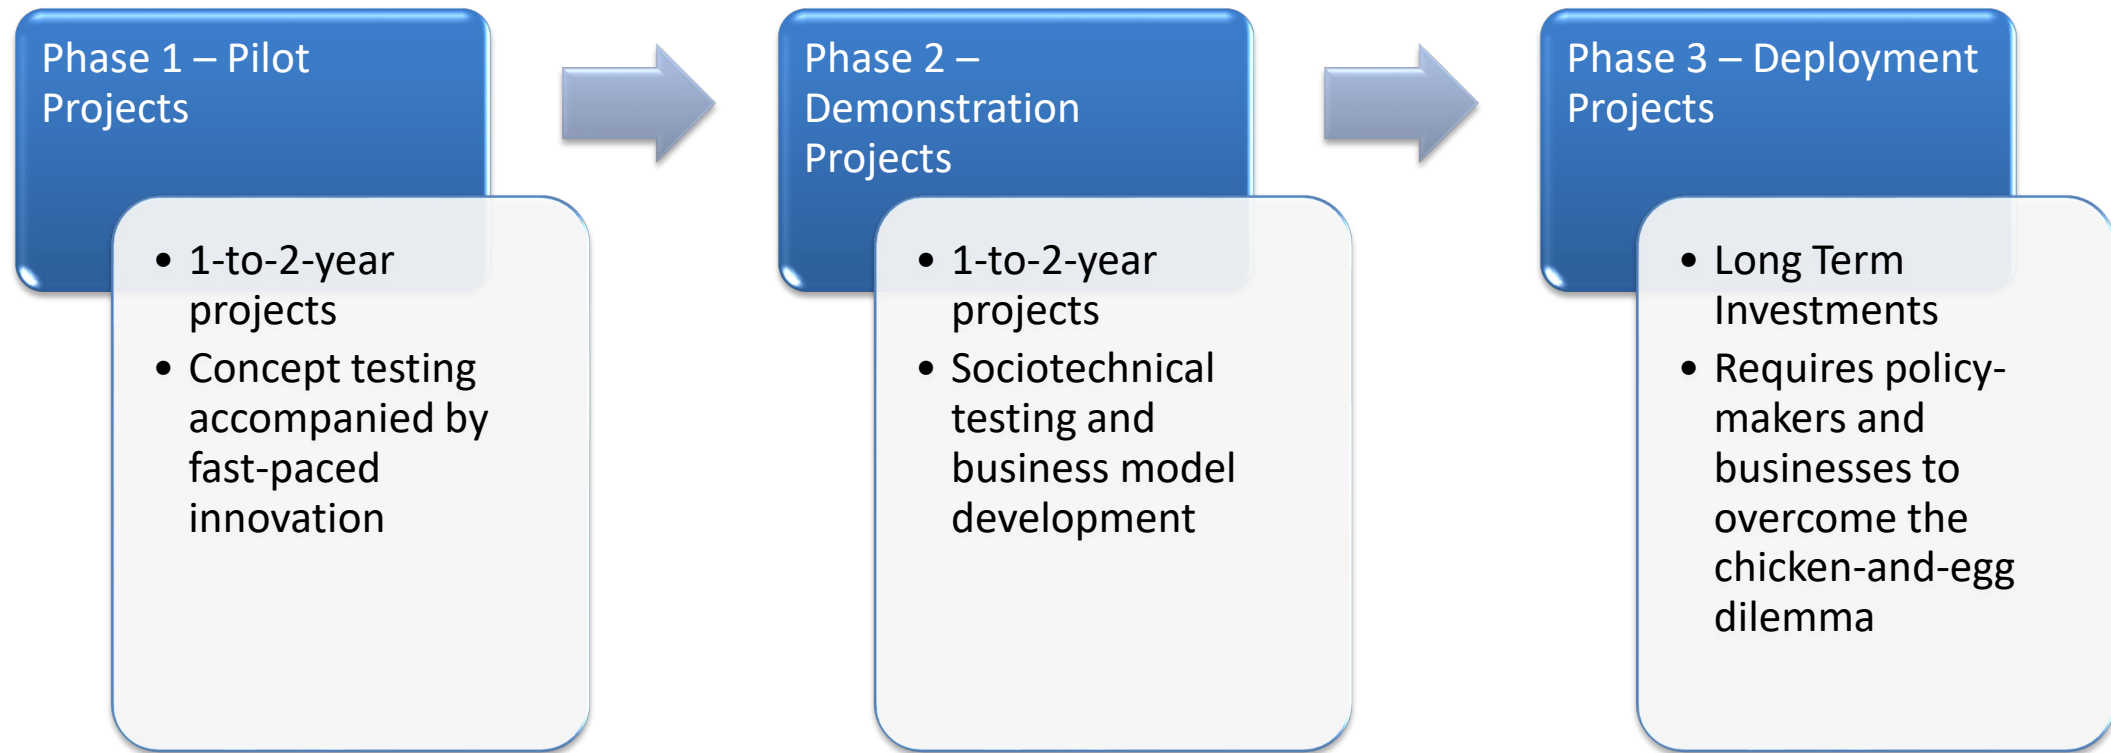 Phase 1 – Pilot
Projects
• 1-to-2-year
projects
• Concept testing
accompanied by
fast-paced
innovation
Phase 2 –
Demonstration
Projects
• 1-to-2-year
projects
• Sociotechnical
testing and
business model
development
Phase 3 – Deployment
Projects
• Long Term
Investments
• Requires policy-
makers and
businesses to
overcome the
chicken-and-egg
dilemma